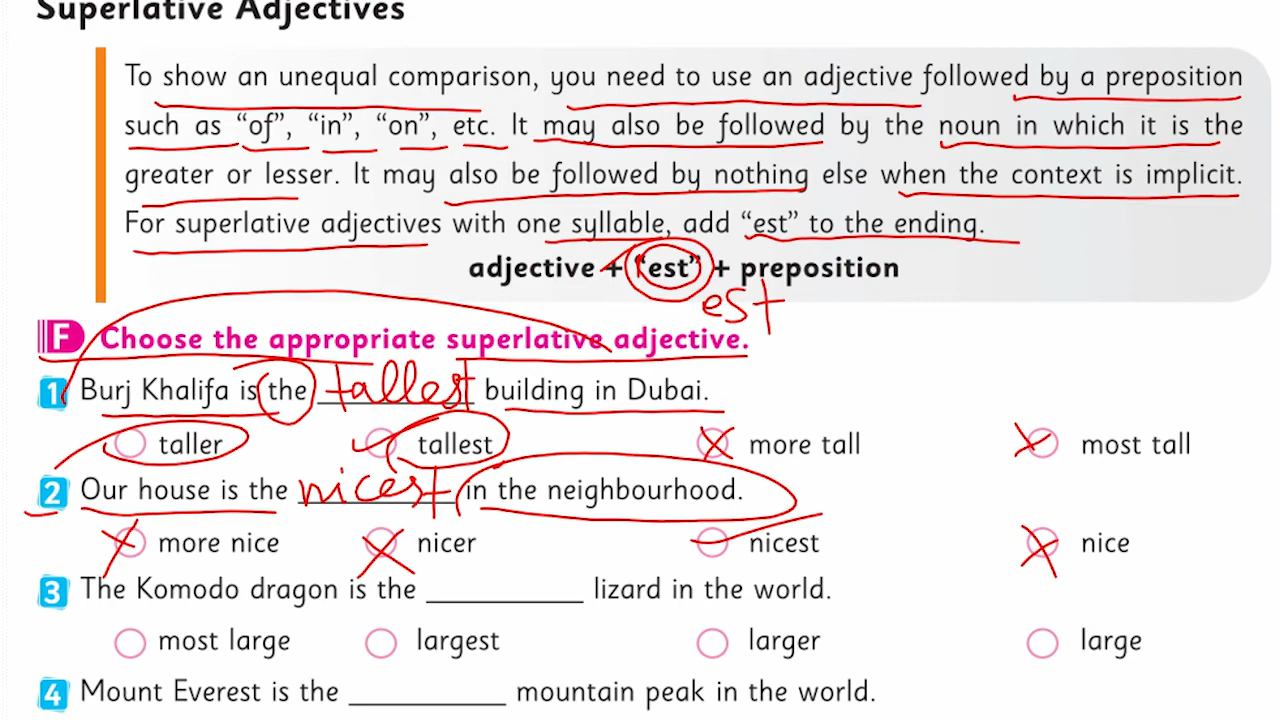 Superlative Adjectives
To show an unequal comparison, you need to use an adjective followed by a preposition
such as “of”, “in”, “on”, etc. It may also be followed by the noun in which it is the
greater or lesser. It may also be followed by nothing else when the context is implicit.
For superlative adjectives with one syllable, add “est” to the ending.
adjective + “est” + preposition
est
F Choose the appropriate superlative adjective.
1 Burj Khalifa is the tallest building in Dubai.
taller tallest more tall most tall
2 Our house is the nicest in the neighbourhood.
more nice nicer nicest nice
3 The Komodo dragon is the __________ lizard in the world.
most large largest larger large
4 Mount Everest is the __________ mountain peak in the world.